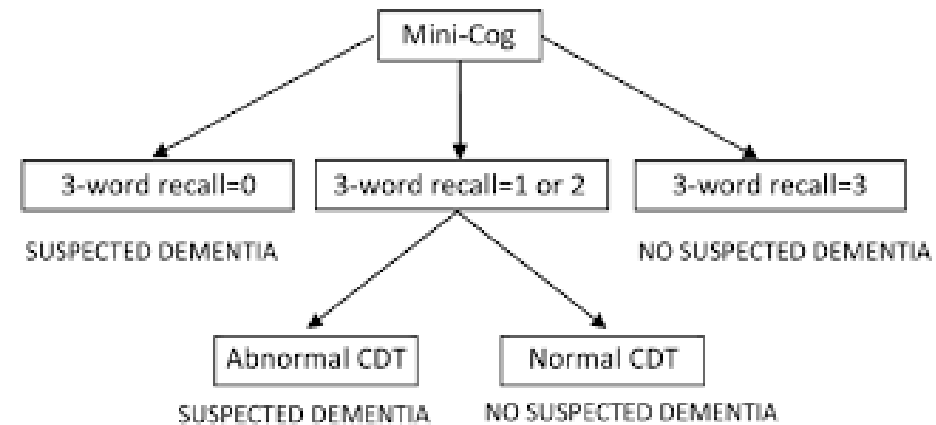 Mini-Cog
3-word recall=0
3-word recall=1 or 2
3-word recall=3
SUSPECTED DEMENTIA
NO SUSPECTED DEMENTIA
Abnormal CDT
Normal CDT
SUSPECTED DEMENTIA
NO SUSPECTED DEMENTIA